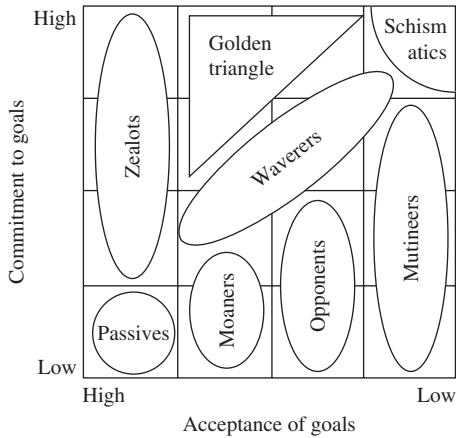 High
Commitment to goals
Low
Golden
triangle
Schism
atics
Zealots
Waverers
Mutineers
Opponents
Moaners
Passives
High
Low
Acceptance of goals